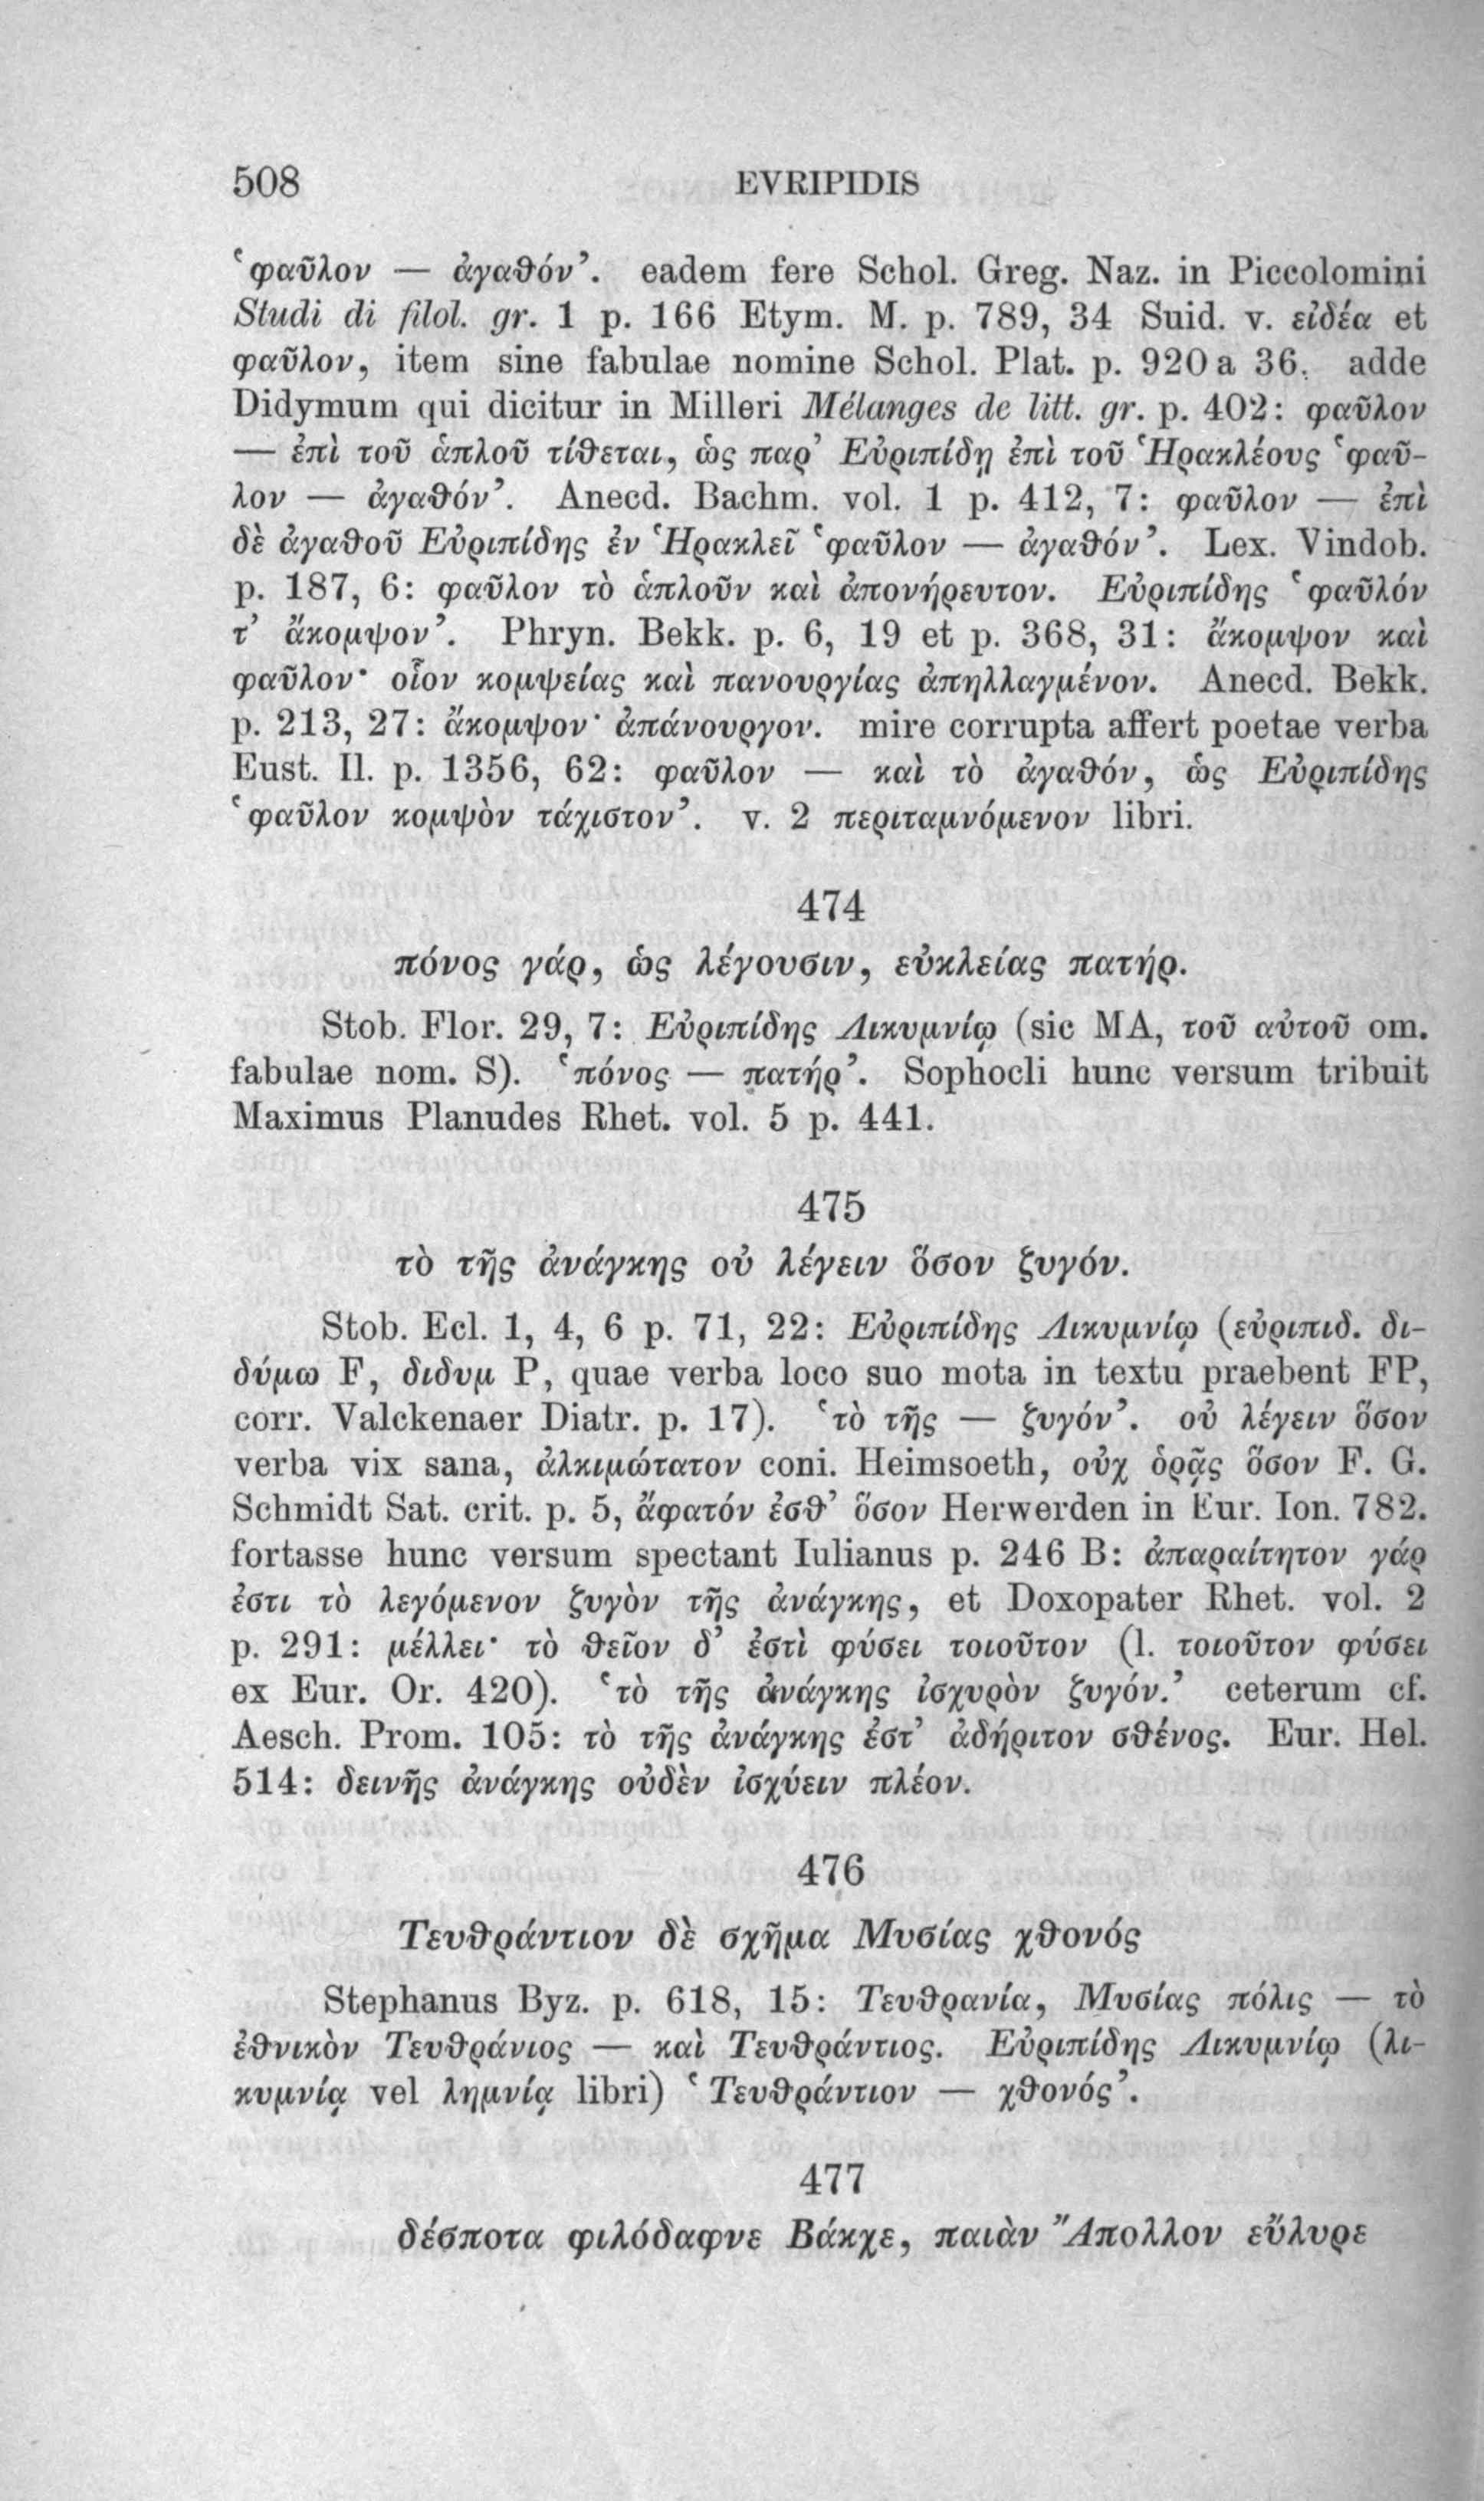 508 EVRIPIDIS
‘φαῦλον — ἀγαθόν’. eadem fere Schol. Greg. Naz. in Piccolomini
Studi di filol. gr. 1 p. 166 Etym. M. p. 789, 34 Suid. v. εἰδέα et
φαῦλον, item sine fabulae nomine Schol. Plat. p. 920 a 36. adde
Didymum qui dicitur in Milleri Mélanges de litt. gr. p. 402: φαῦλον
— ἐπὶ τοῦ ἁπλοῦ τίθεται, ὡς παρ’ Εὐριπίδη ἐπὶ τοῦ Ἡρακλέους ‘φαῦ-
λον — ἀγαθόν’. Anecd. Bachm. vol. 1 p. 412, 7: φαῦλον — ἐπὶ
δὲ ἀγαθοῦ Εὐριπίδης ἐν Ἡρακλεῖ ‘φαῦλον — ἀγαθόν’. Lex. Vindob.
p. 187, 6: φαῦλον τὸ ἁπλοῦν καὶ ἀπονήρευτον. Εὐριπίδης ‘φαῦλόν
τ’ ἄκομψον’. Phryn. Bekk. p. 6, 19 et p. 368, 31: ἄκομψον καὶ
φαῦλον· οἷον κομψείας καὶ πανουργίας ἀπηλλαγμένον. Anecd. Bekk.
p. 213, 27: ἄκομψον· ἀπάνουργον. mire corrupta affert poetae verba
Eust. Il. p. 1356, 62: φαῦλον — καὶ τὸ ἀγαθόν, ὡς Εὐριπίδης
‘φαῦλον κομψὸν τάχιστον’. v. 2 περιταμνόμενον libri.
474
πόνος γάρ, ὡς λέγουσιν, εὐκλείας πατήρ.
Stob. Flor. 29, 7: Εὐριπίδης Λικυμνίῳ (sic MA, τοῦ αὐτοῦ om.
fabulae nom. S). ‘πόνος — πατήρ’. Sophocli hunc versum tribuit
Maximus Planudes Rhet. vol. 5 p. 441.
475
τὸ τῆς ἀνάγκης οὐ λέγειν ὅσον ζυγόν.
Stob. Ecl. 1, 4, 6 p. 71, 22: Εὐριπίδης Λικυμνίῳ (εὐριπιδ. δι-
δύμω F, διδυμ P, quae verba loco suo mota in textu praebent FP,
corr. Valckenaer Diatr. p. 17). ‘τὸ τῆς — ζυγόν’. οὐ λέγειν ὅσον
verba vix sana, ἀλκιμώτατον coni. Heimsoeth, οὐχ ὁρᾷς ὅσον F. G.
Schmidt Sat. crit. p. 5, ἄφατόν ἐσθ’ ὅσον Herwerden in Eur. Ion. 782.
fortasse hunc versum spectant Iulianus p. 246 B: ἀπαραίτητον γάρ
ἐστι τὸ λεγόμενον ζυγὸν τῆς ἀνάγκης, et Doxopater Rhet. vol. 2
p. 291: μέλλει· τὸ θεῖον δ’ ἐστὶ φύσει τοιοῦτον (l. τοιοῦτον φύσει
ex Eur. Or. 420). ‘τὸ τῆς ἀνάγκης ἰσχυρὸν ζυγόν.’ ceterum cf.
Aesch. Prom. 105: τὸ τῆς ἀνάγκης ἐστ’ ἀδήριτον σθένος. Eur. Hel.
514: δεινῆς ἀνάγκης οὐδὲν ἰσχύειν πλέον.
476
Τευθράντιον δὲ σχῆμα Μυσίας χθονός
Stephanus Byz. p. 618, 15: Τευθρανία, Μυσίας πόλις — τὸ
ἐθνικὸν Τευθράνιος — καὶ Τευθράντιος. Εὐριπίδης Λικυμνίῳ (λι-
κυμνίᾳ vel λημνίᾳ libri) ‘Τευθράντιον — χθονός’.
477
δέσποτα φιλόδαφνε Βάκχε, παιὰν Ἄπολλον εὔλυρε